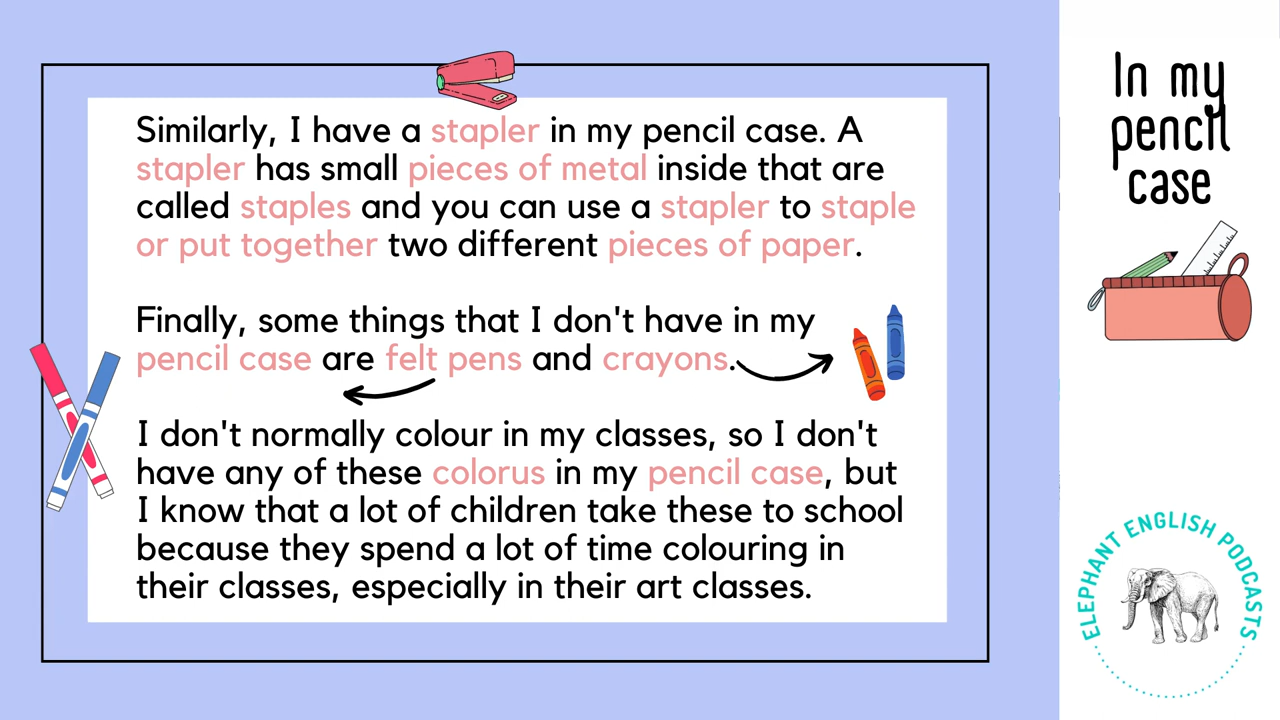 Similarly, I have a stapler in my pencil case. A
stapler has small pieces of metal inside that are
called staples and you can use a stapler to staple
or put together two different pieces of paper.
Finally, some things that I don't have in my
pencil case are felt pens and crayons.
I don't normally colour in my classes, so I don't
have any of these colorus in my pencil case, but
I know that a lot of children take these to school
because they spend a lot of time colouring in
their classes, especially in their art classes.
In my
pencil
case
ELEPHANT ENGLISH PODCASTS